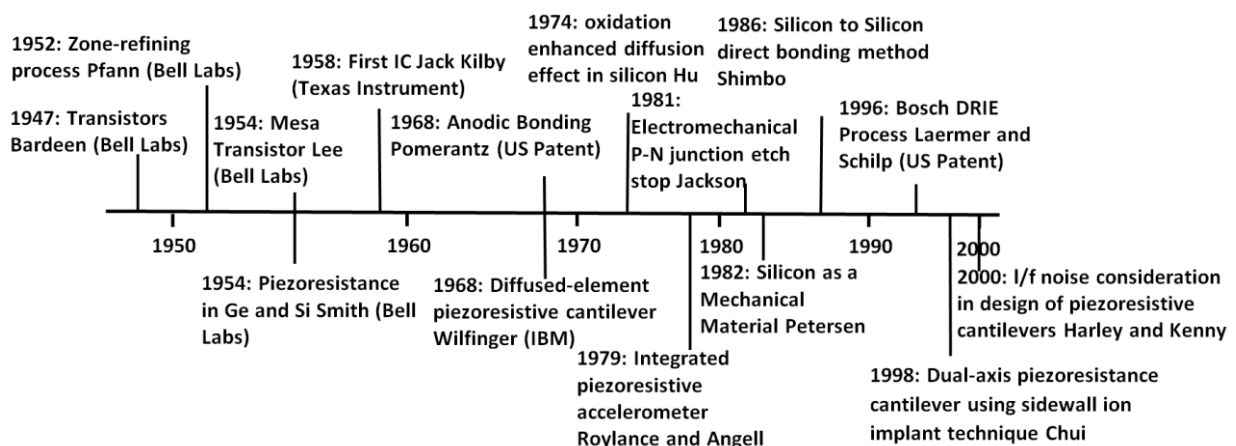 1952: Zone-refining
process Pfann (Bell Labs)
1947: Transistors
Bardeen (Bell Labs)
1954: Mesa
Transistor Lee
(Bell Labs)
1958: First IC Jack Kilby
(Texas Instrument)
1968: Anodic Bonding
Pomerantz (US Patent)
1974: oxidation
enhanced diffusion
effect in silicon Hu
1981:
Electromechanical
P-N junction etch
stop Jackson
1986: Silicon to Silicon
direct bonding method
Shimbo
1996: Bosch DRIE
Process Laermer and
Schilp (US Patent)
1950
1960
1970
1980
1990
2000
1954: Piezoresistance
in Ge and Si Smith (Bell
Labs)
1968: Diffused-element
piezoresistive cantilever
Wilfinger (IBM)
1979: Integrated
piezoresistive
accelerometer
Roylance and Angell
1982: Silicon as a
Mechanical
Material Petersen
2000: l/f noise consideration
in design of piezoresistive
cantilevers Harley and Kenny
1998: Dual-axis piezoresistance
cantilever using sidewall ion
implant technique Chui